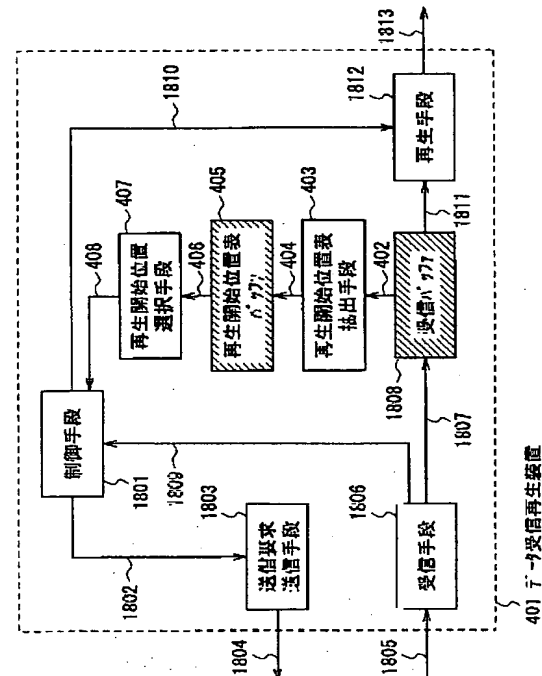 401 データ受信再生装置
1801
制御手段
1802
1803
送信要求
送信手段
1804
1805
1806
受信手段
1807
1808
受信バッファ
1809
1810
408
407
再生開始位置
選択手段
406
405
再生開始位置表
バッファ
404
403
再生開始位置表
抽出手段
402
1811
1812
再生手段
1813